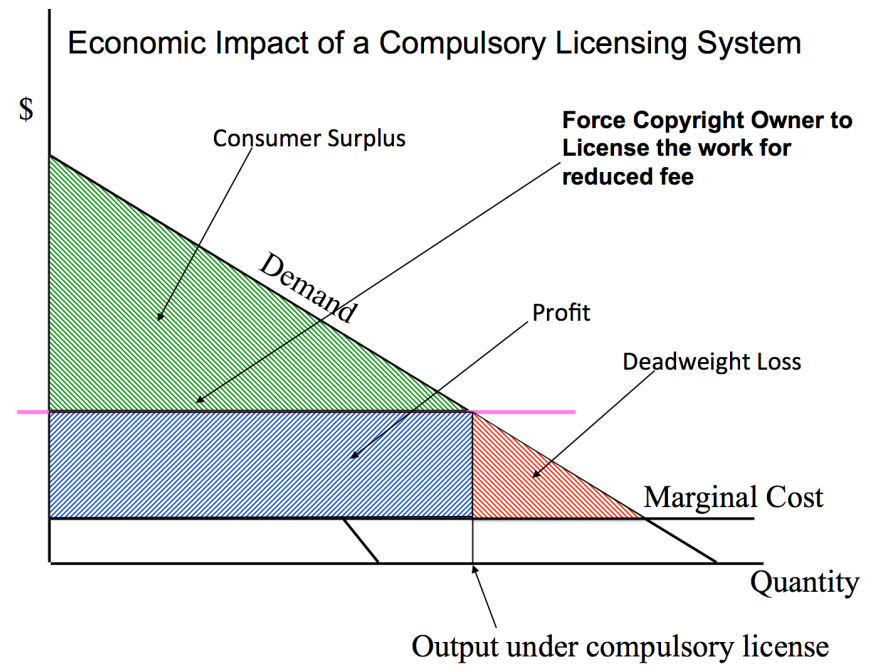 Economic Impact of a Compulsory Licensing System
$
Consumer Surplus
Force Copyright Owner to
License the work for
reduced fee
Demand
Profit
Deadweight Loss
Marginal Cost
Quantity
Output under compulsory license